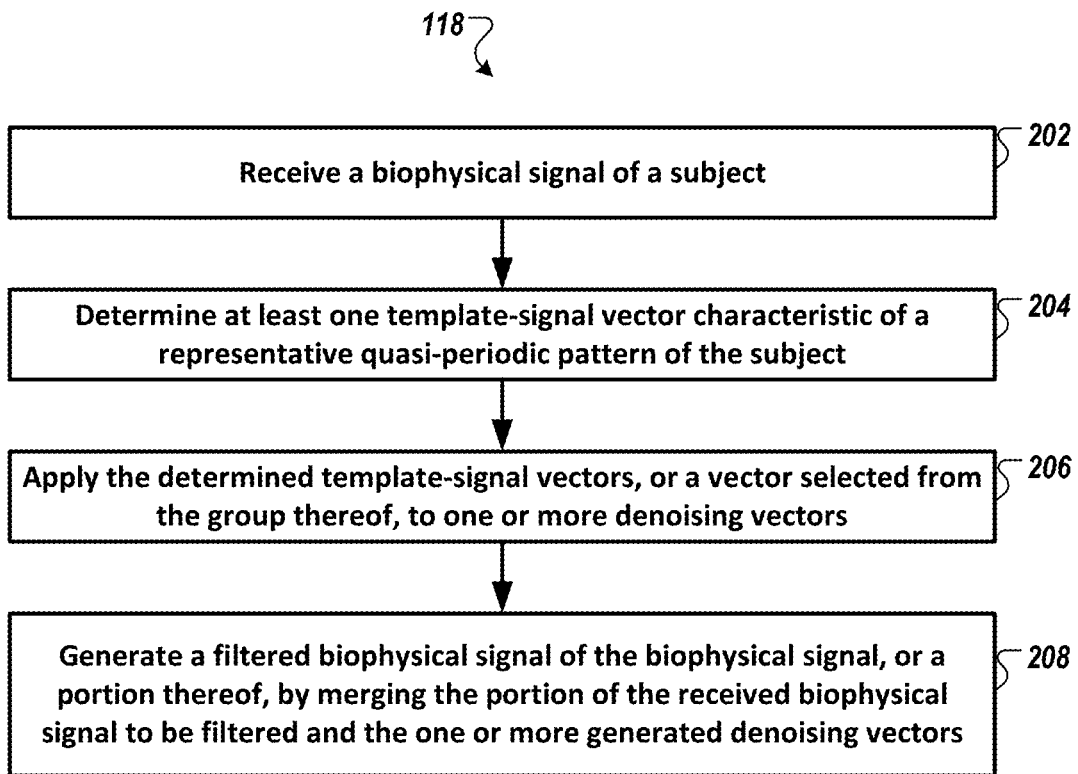 118
202
Receive a biophysical signal of a subject
204
Determine at least one template-signal vector characteristic of a
representative quasi-periodic pattern of the subject
206
Apply the determined template-signal vectors, or a vector selected from
the group thereof, to one or more denoising vectors
208
Generate a filtered biophysical signal of the biophysical signal, or a
portion thereof, by merging the portion of the received biophysical
signal to be filtered and the one or more generated denoising vectors